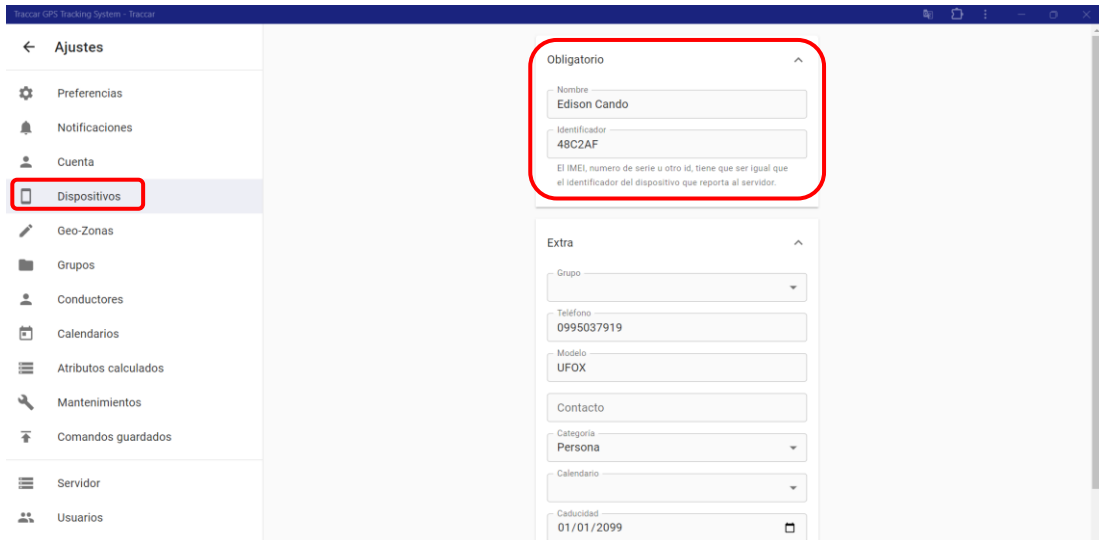 Traccar GPS Tracking System - Traccar
Ajustes
Preferencias
Notificaciones
Cuenta
Dispositivos
Geo-Zonas
Grupos
Conductores
Calendarios
Atributos calculados
Mantenimientos
Comandos guardados
Servidor
Usuarios
Obligatorio
Nombre
Edison Cando
Identificador
48C2AF
El IMEI, numero de serie u otro id, tiene que ser igual que
el identificador del dispositivo que reporta al servidor.
Extra
Grupo
Teléfono
0995037919
Modelo
UFOX
Contacto
Categoria
Persona
Calendario
Caducidad
01/01/2099